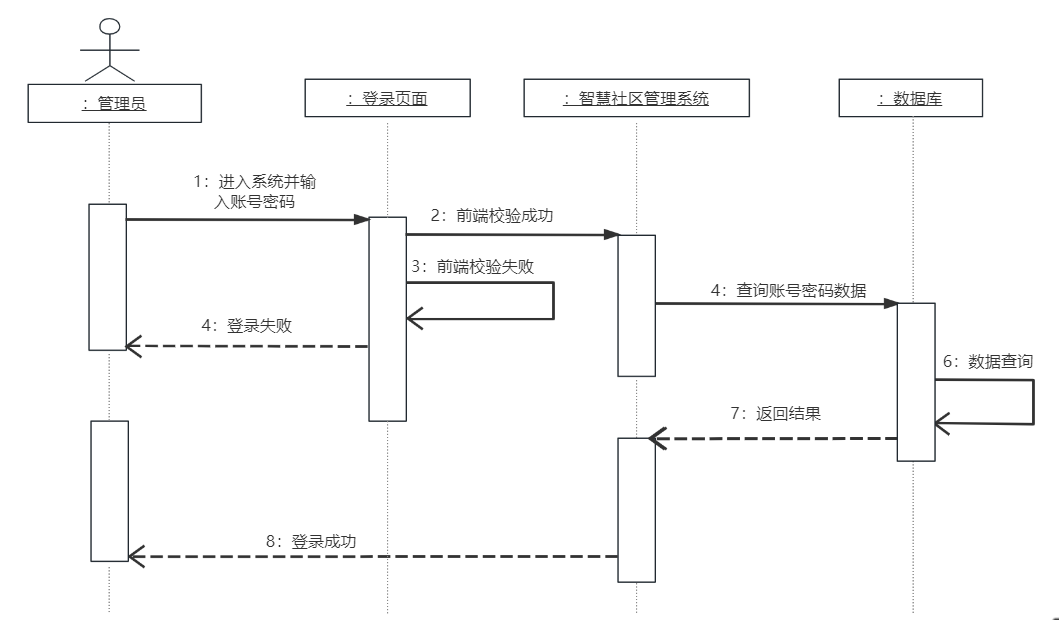 ：管理员
：登录页面
：智慧社区管理系统
：数据库
1：进入系统并输
入账号密码
2：前端校验成功
3：前端校验失败
4：查询账号密码数据
4：登录失败
6：数据查询
7：返回结果
8：登录成功